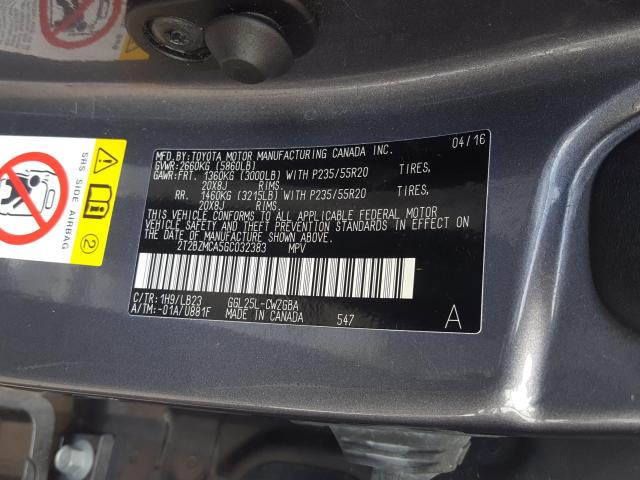 MFD.BY:TOYOTA MOTOR MANUFACTURING CANADA INC. 04/16
GVWR:2660KG (5860LB)
GAWR:FRT. 1360KG (3000LB) WITH P235/55R20 TIRES,
20X8J RIMS.
RR. 1460KG (3215LB) WITH P235/55R20 TIRES,
20X8J RIMS.
THIS VEHICLE CONFORMS TO ALL APPLICABLE FEDERAL MOTOR
VEHICLE SAFETY AND THEFT PREVENTION STANDARDS IN EFFECT ON
THE DATE OF MANUFACTURE SHOWN ABOVE.
2T2BZMCA5GC032383 MPV
C/TR:1H9/LB23 GGL25L-CWZGBA
A/TM:-01A/U881F MADE IN CANADA 547 A
SIDE AIRBAG
2